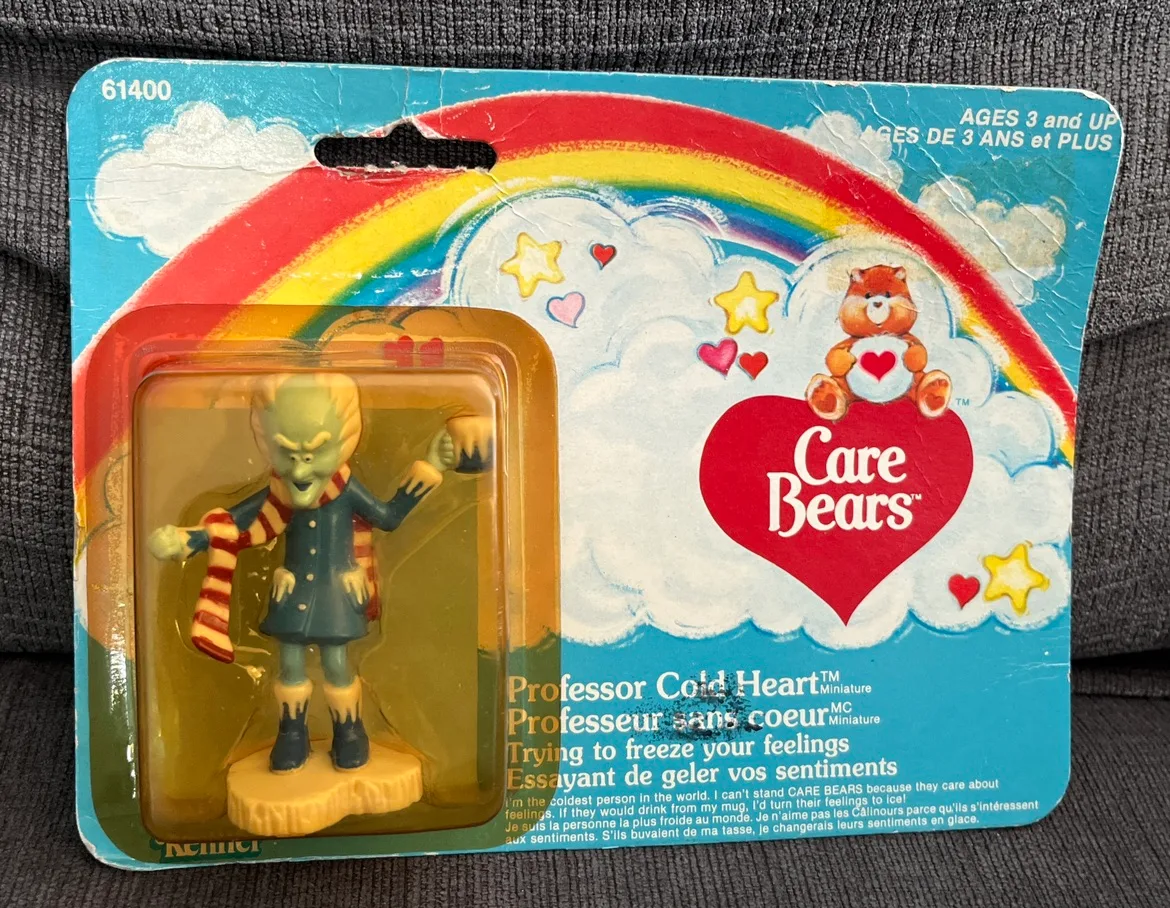 61400
AGES 3 and UP
AGES DE 3 ANS et PLUS
TM
Care
Bears™
Professor Cold Heart™ Miniature
Professeur sans coeurMC Miniature
Trying to freeze your feelings
Essayant de geler vos sentiments
I'm the coldest person in the world. I can't stand CARE BEARS because they care about
feelings. If they would drink from my mug, I'd turn their feelings to ice!
Je suis la personne la plus froide au monde. Je n'aime pas les Câlinours parce qu'ils s'intéressent
aux sentiments. S'ils buvaient de ma tasse, je changerais leurs sentiments en glace.
Kenner